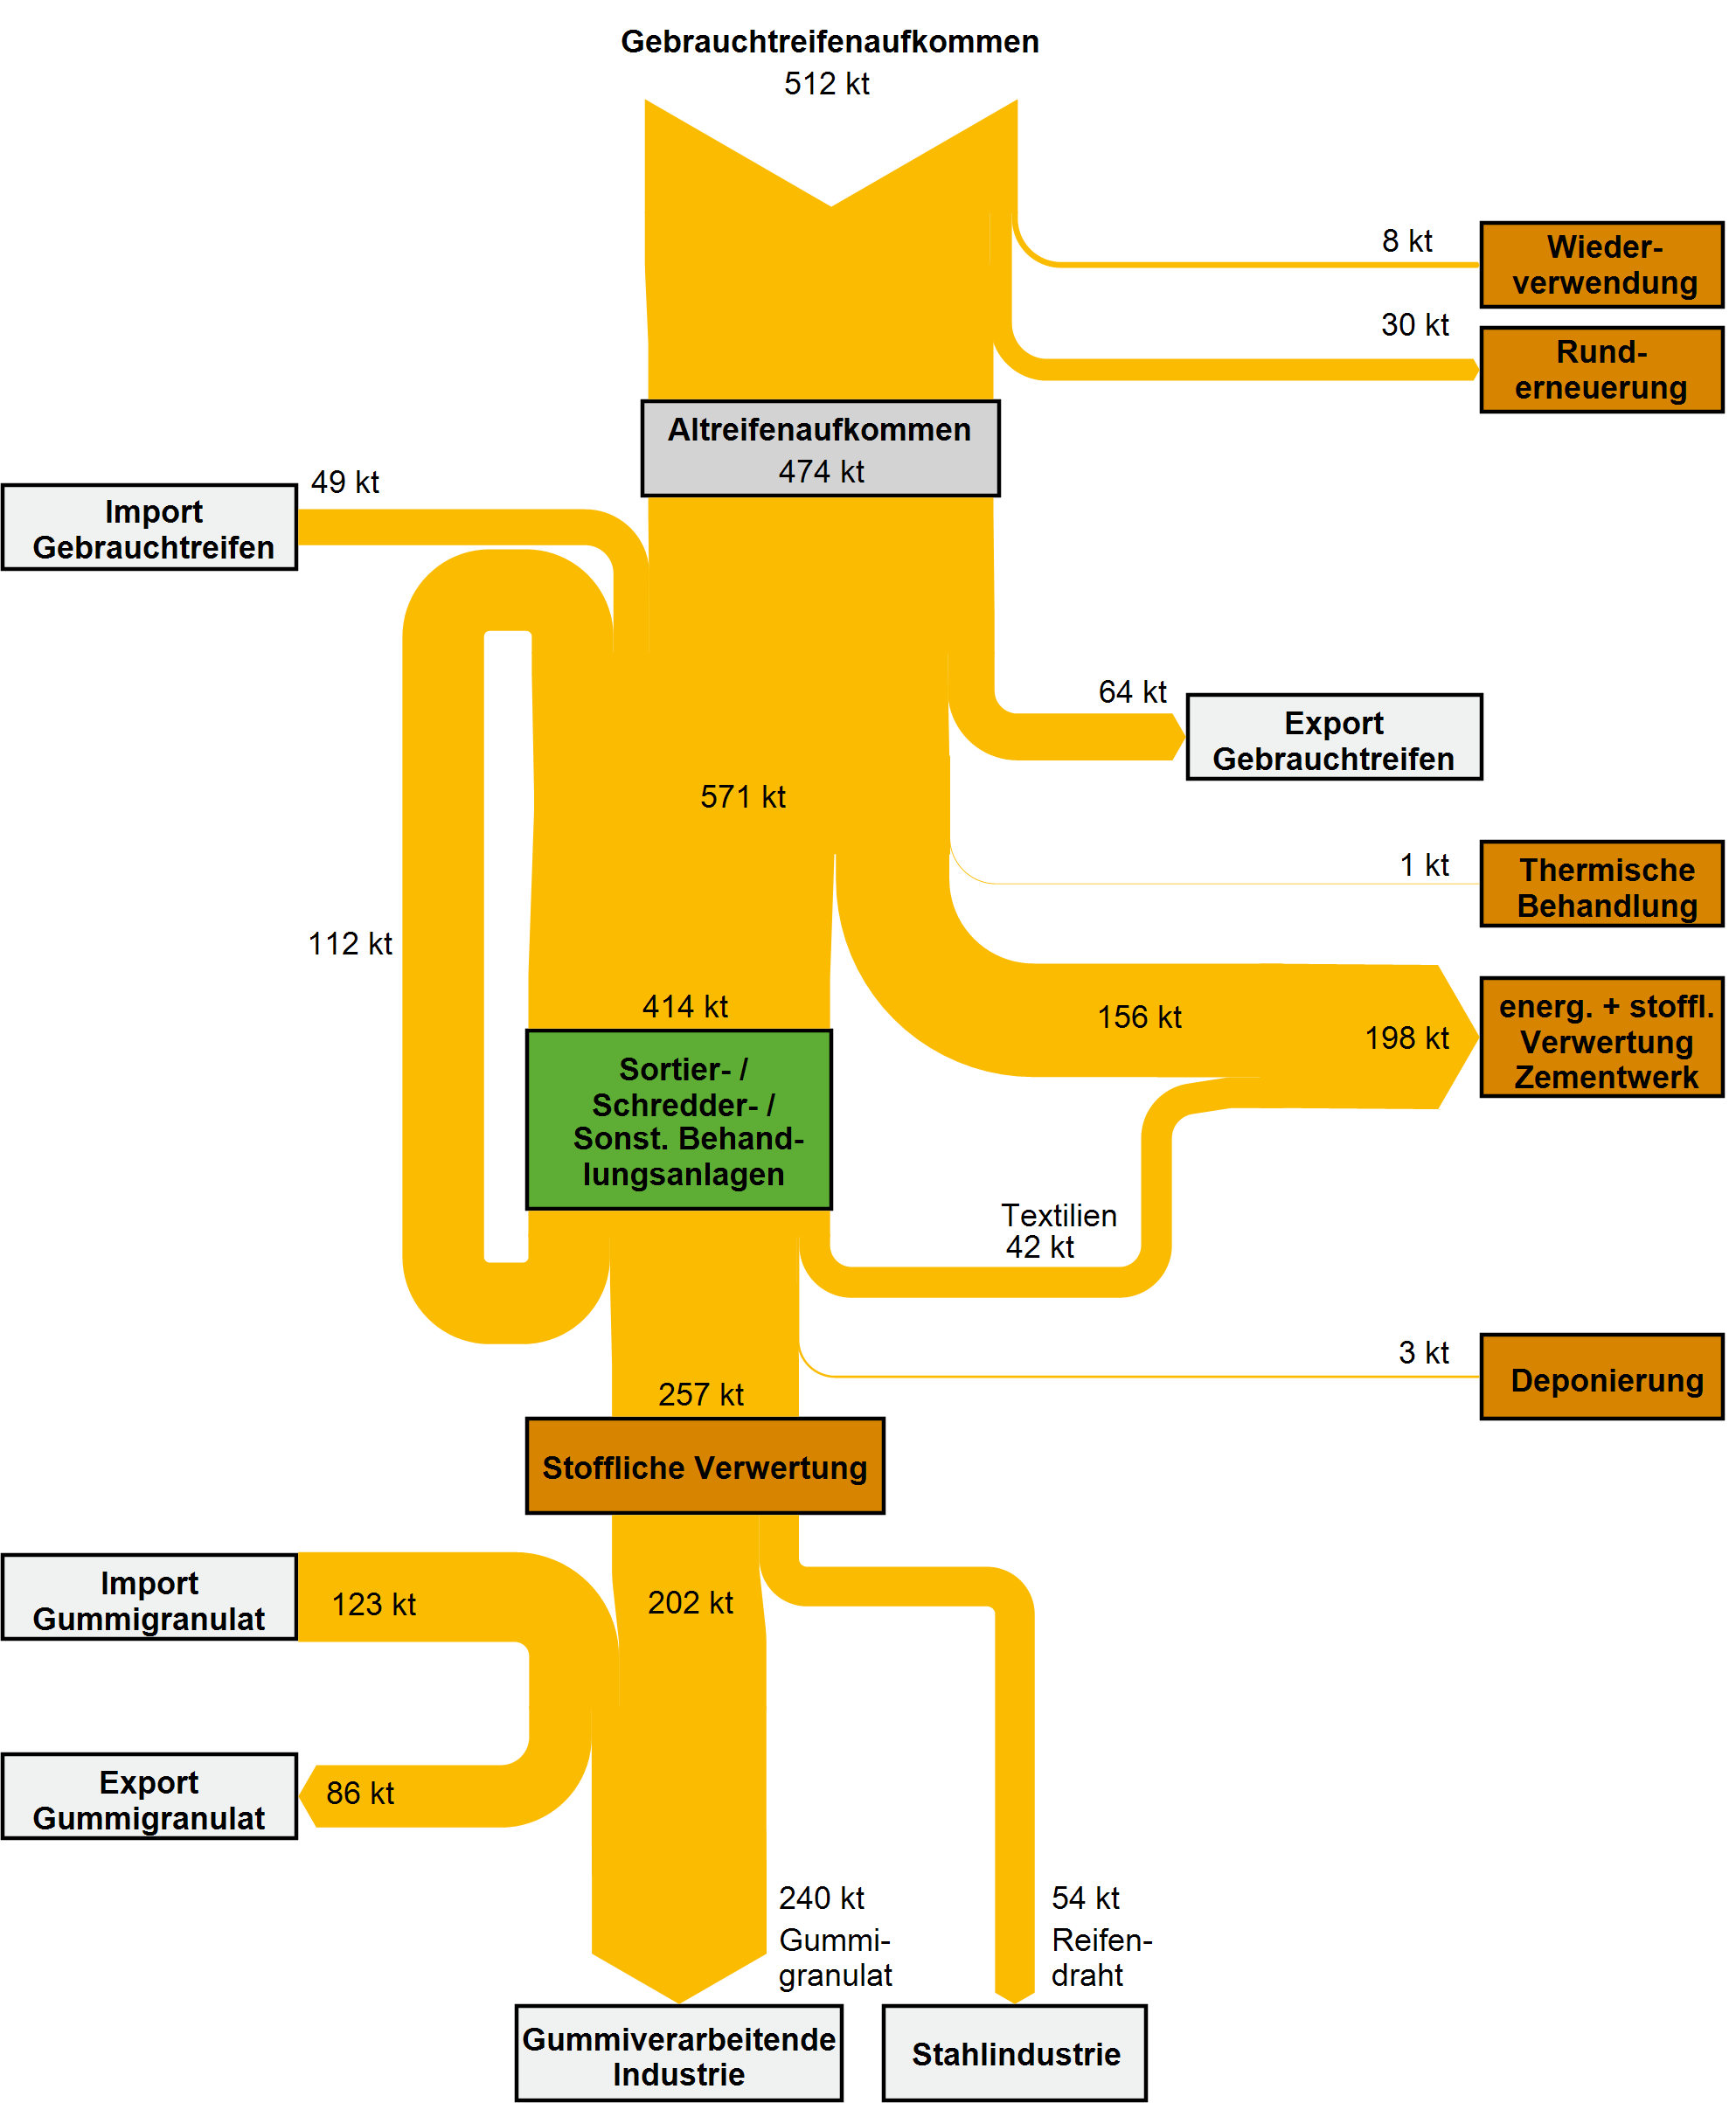 Gebrauchtreifenaufkommen
512 kt
8 kt
Wieder-
verwendung
30 kt
Rund-
erneuerung
Altreifenaufkommen
474 kt
49 kt
Import
Gebrauchtreifen
64 kt
Export
Gebrauchtreifen
571 kt
1 kt
Thermische
Behandlung
112 kt
414 kt
156 kt
198 kt
energ. + stoffl.
Verwertung
Zementwerk
Sortier- /
Schredder- /
Sonst. Behand-
lungsanlagen
Textilien
42 kt
3 kt
Deponierung
257 kt
Stoffliche Verwertung
Import
Gummigranulat
123 kt
202 kt
Export
Gummigranulat
86 kt
240 kt
Gummi-
granulat
54 kt
Reifen-
draht
Gummiverarbeitende
Industrie
Stahlindustrie